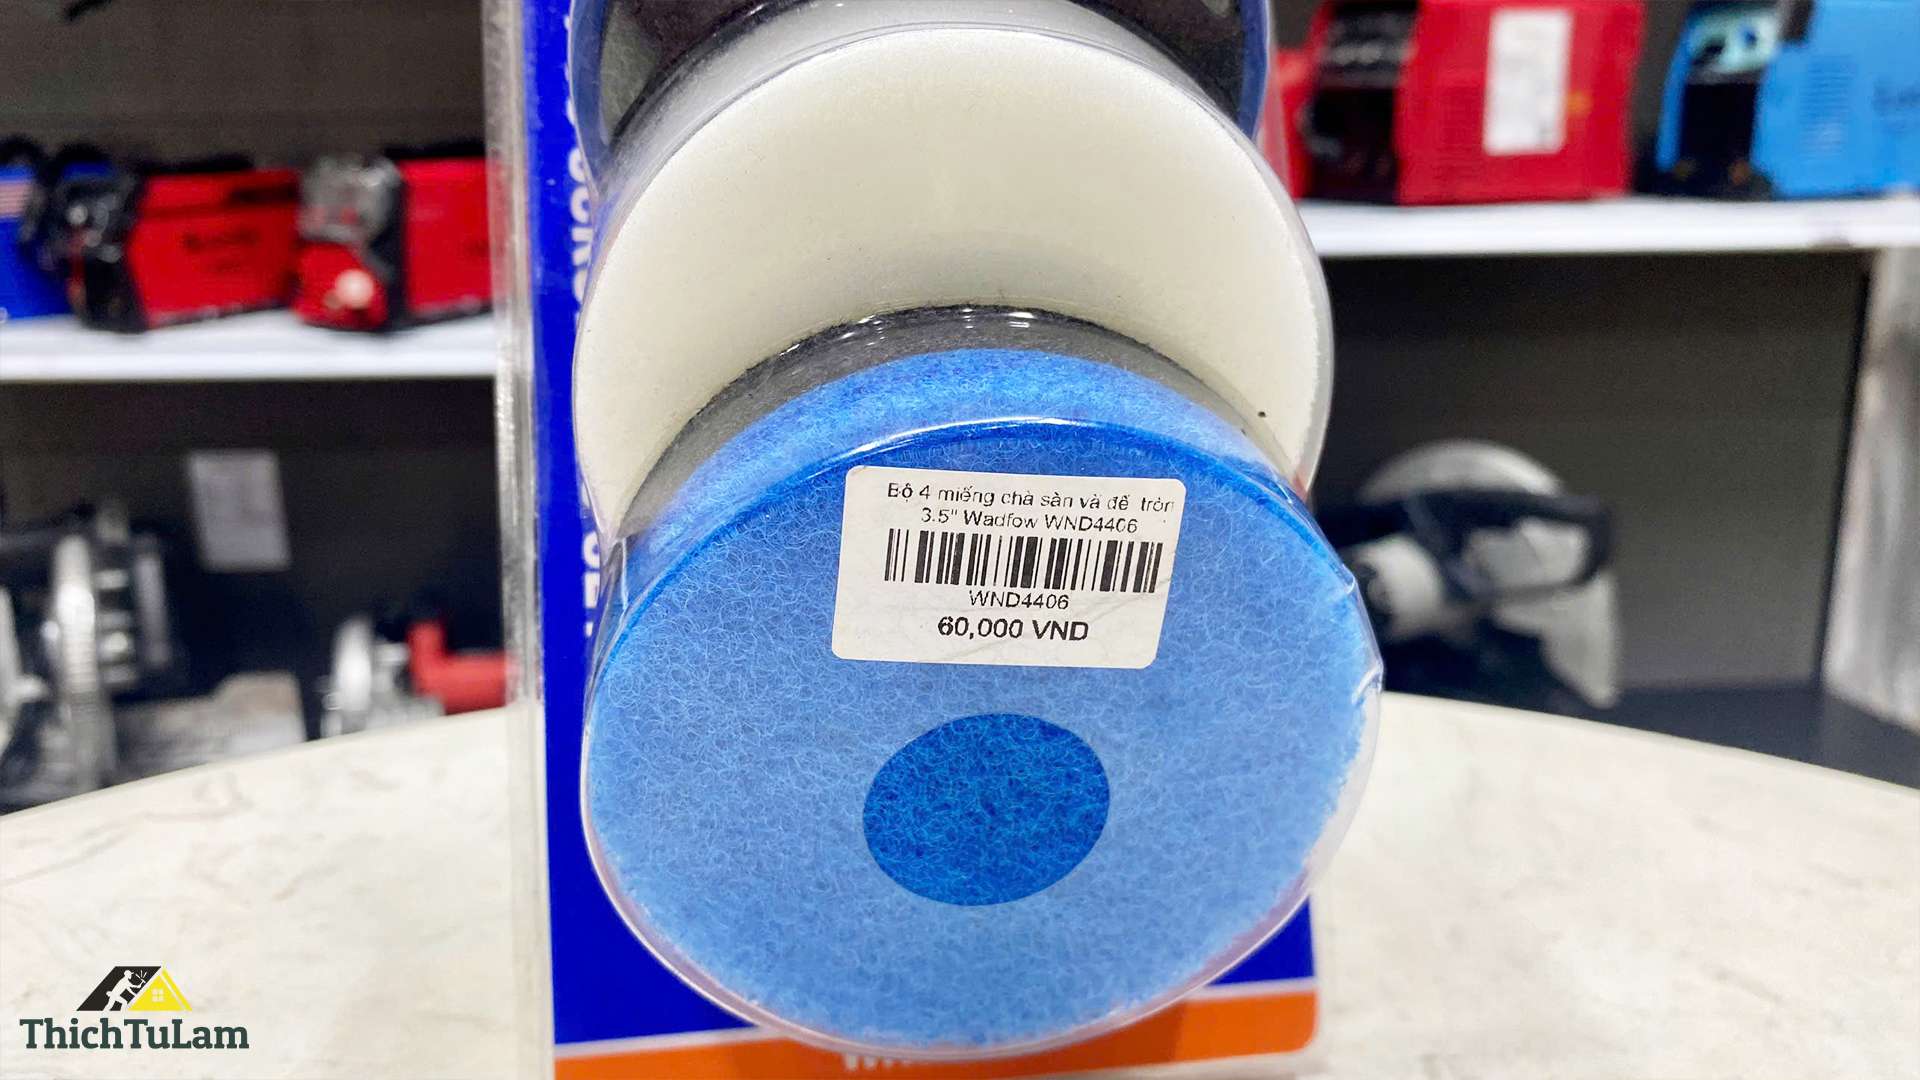 Bộ 4 miếng chà sàn và đế tròn
3.5" Wadfow WND4406
WND4406
60,000 VND
ThichTuLam